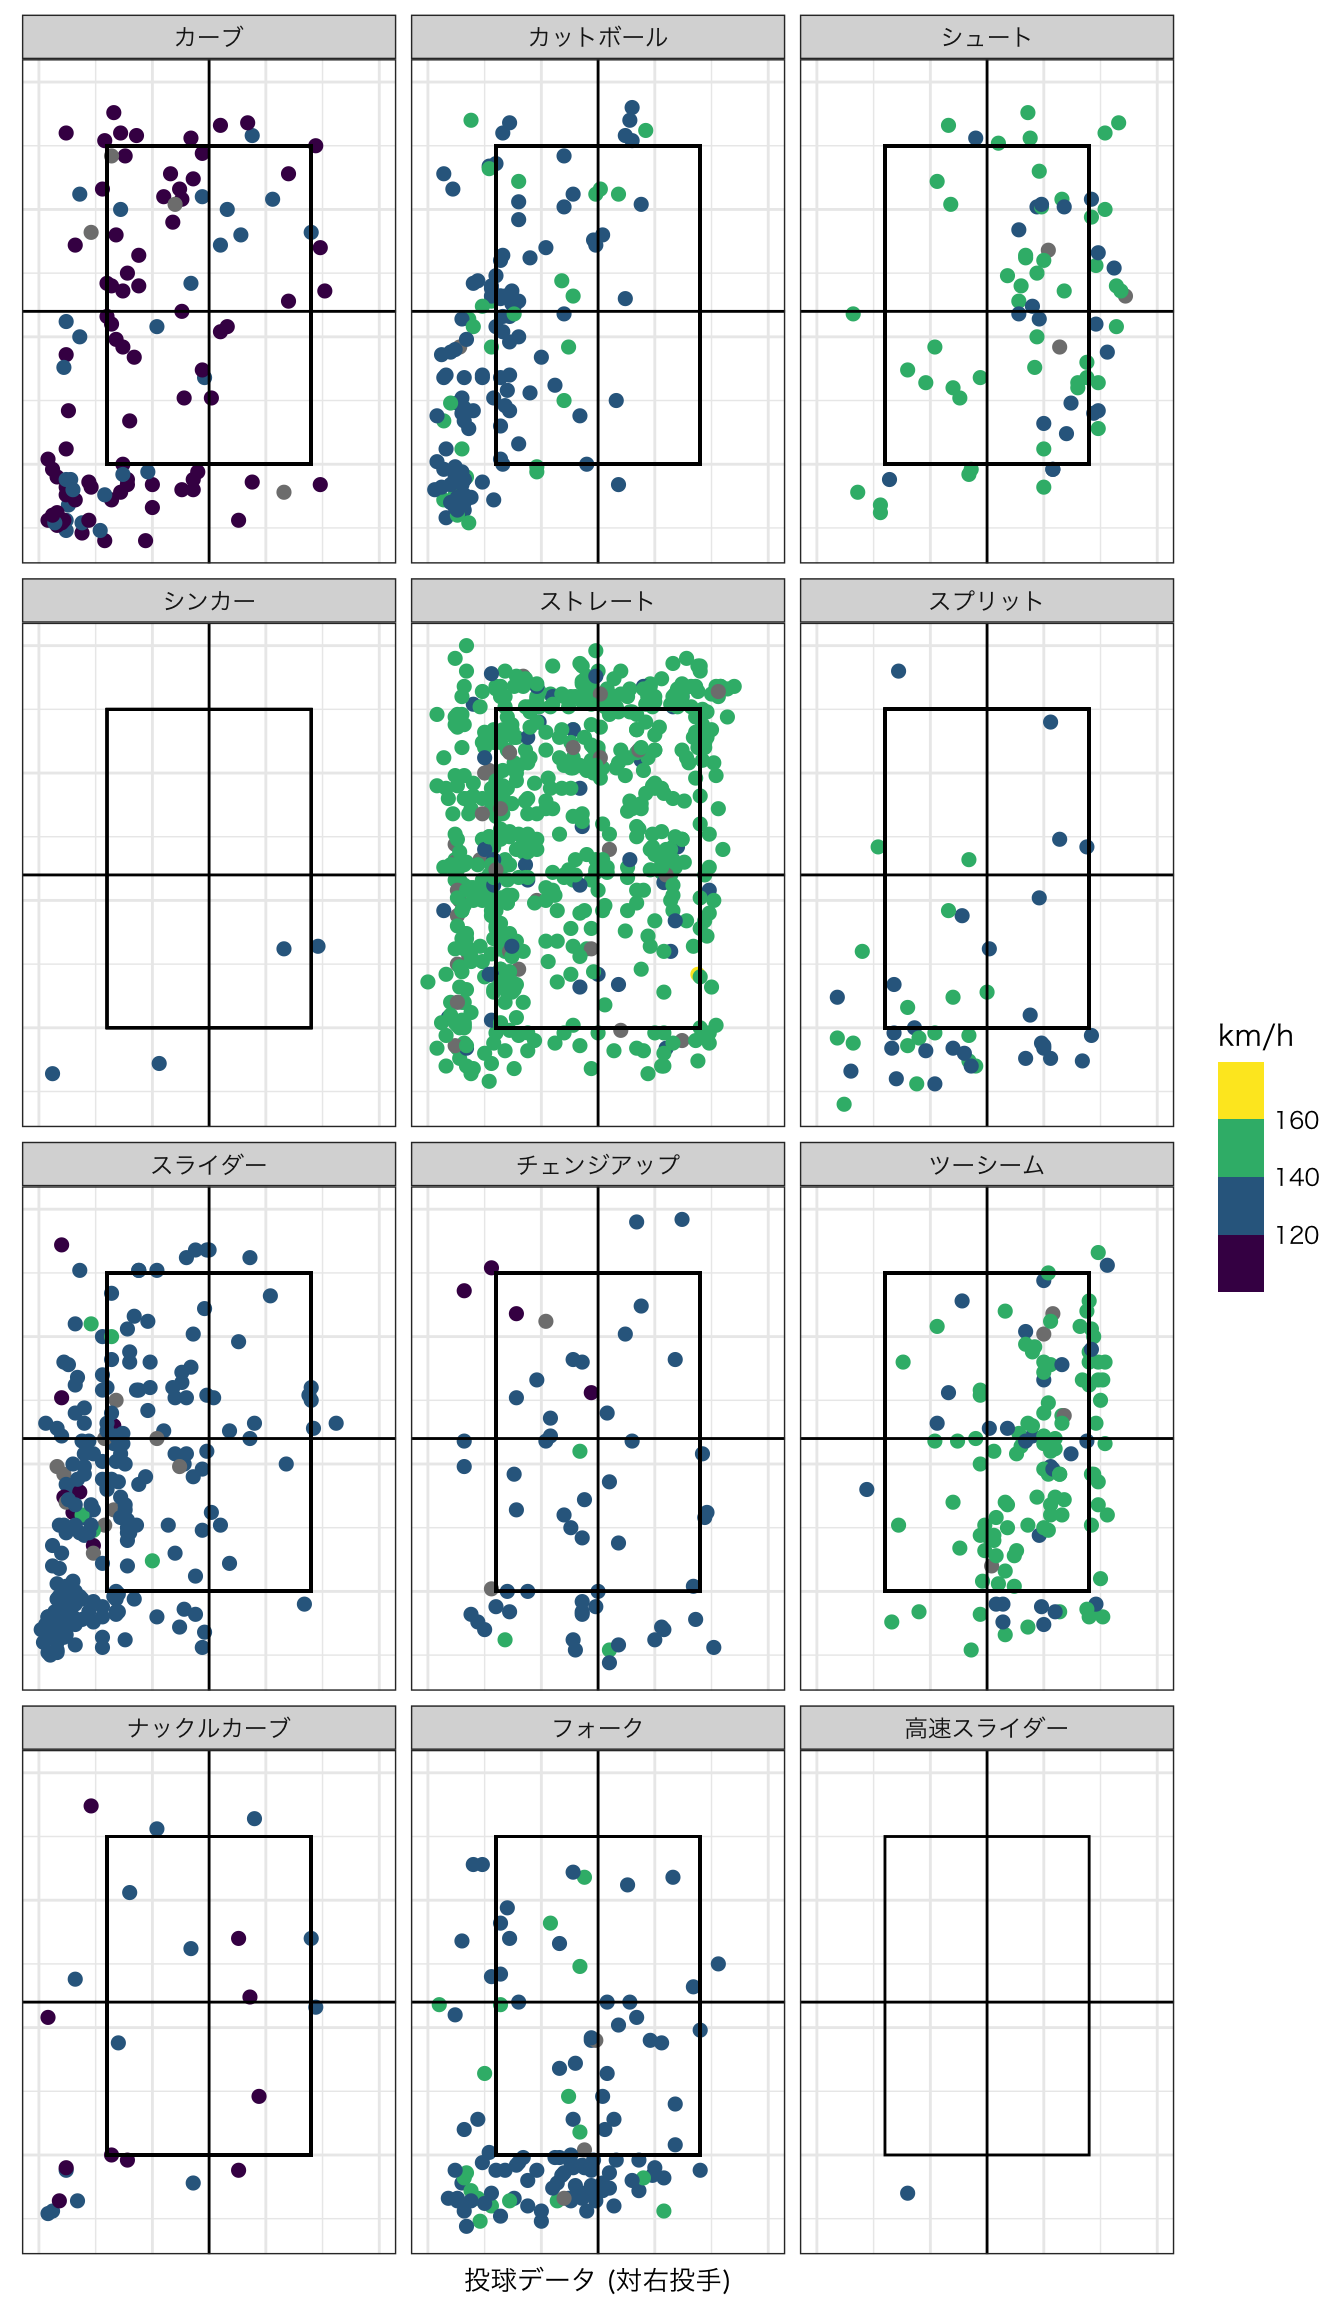 カーブ
カットボール
シュート
シンカー
ストレート
スプリット
スライダー
チェンジアップ
ツーシーム
ナックルカーブ
フォーク
高速スライダー
km/h
160
140
120
投球データ (対右投手)